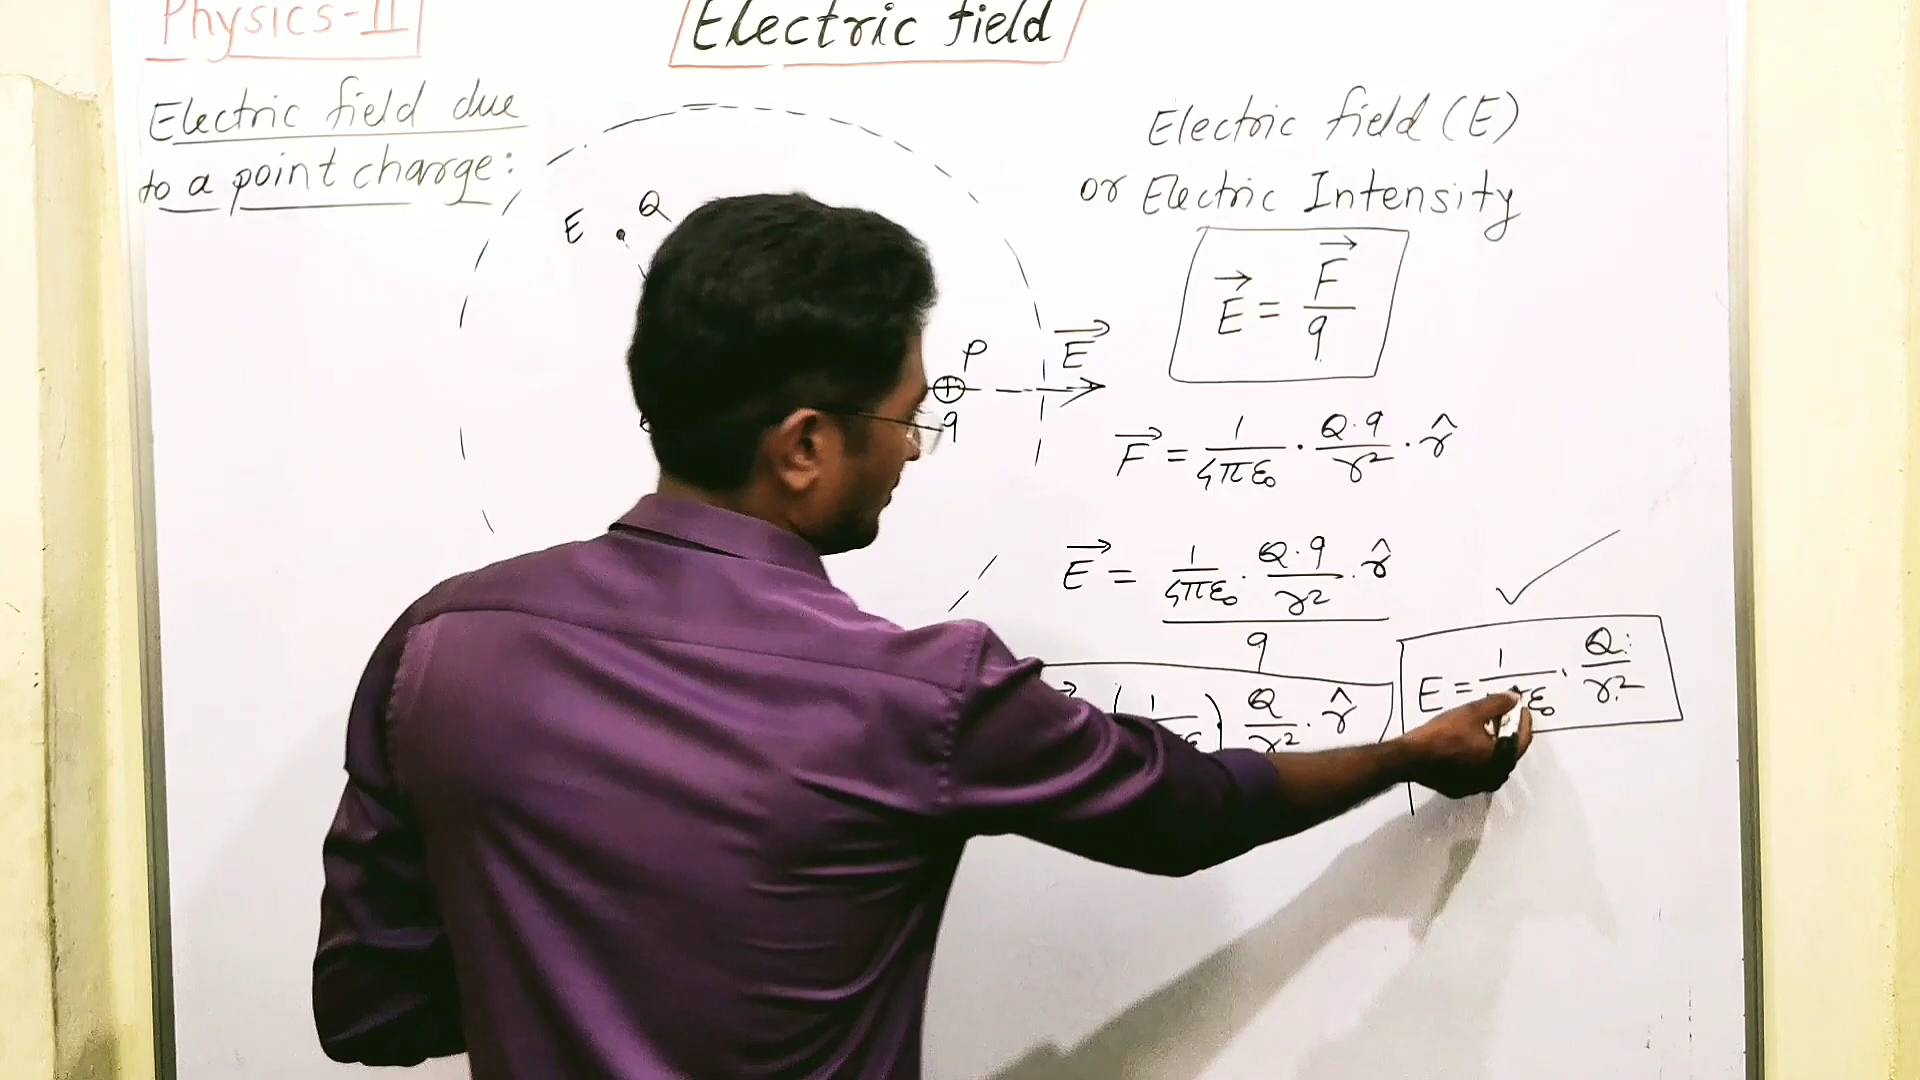 Physics-II
Electric field
Electric field due
to a point charge:
E Q
P
q
E⃗
Electric field (E)
or Electric Intensity
E⃗ = F⃗ / q
F⃗ = 1/4πε₀ · Q.q/r² · r̂
E⃗ = 1/4πε₀ · Q.q/r² · r̂
q
( 1 ) Q/r² · r̂
E = 1/ ε₀ · Q/r²